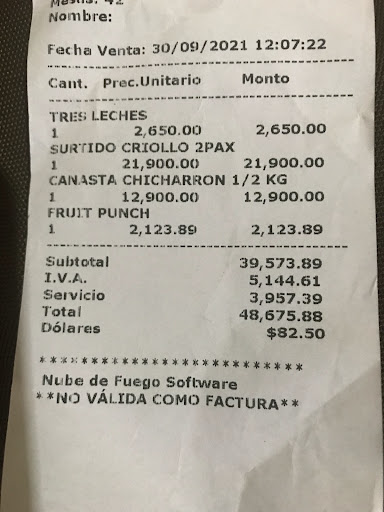 Nombre:
Fecha Venta: 30/09/2021 12:07:22
Cant. Prec.Unitario Monto
TRES LECHES
1 2,650.00 2,650.00
SURTIDO CRIOLLO 2PAX
1 21,900.00 21,900.00
CANASTA CHICHARRON 1/2 KG
1 12,900.00 12,900.00
FRUIT PUNCH
1 2,123.89 2,123.89
Subtotal 39,573.89
I.V.A. 5,144.61
Servicio 3,957.39
Total 48,675.88
Dólares $82.50
**************************
Nube de Fuego Software
**NO VÁLIDA COMO FACTURA**